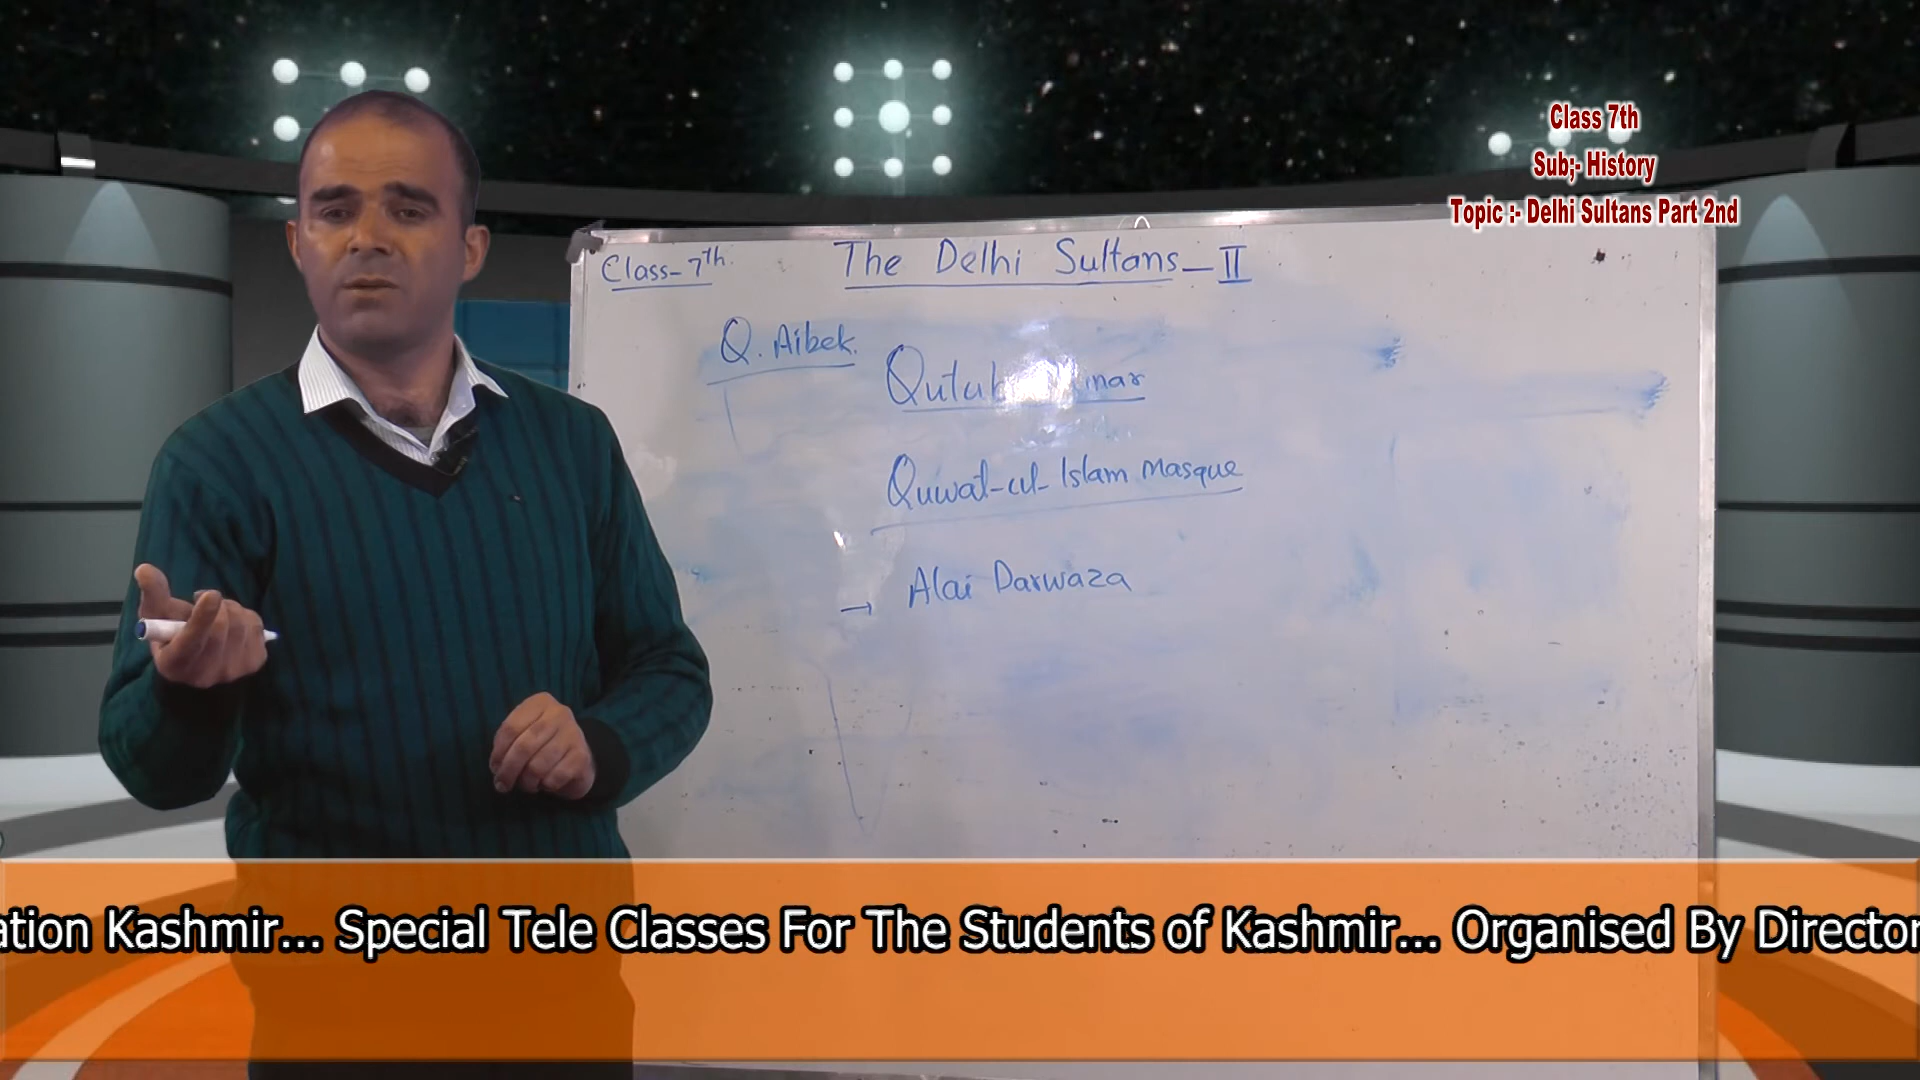 Class 7th
Sub;- History
Topic :- Delhi Sultans Part 2nd
Class-7th.
The Delhi Sultans-II
Q. Aibek.
Qutub
Quwat-ul-Islam Masque
→ Alai Darwaza
ation Kashmir... Special Tele Classes For The Students of Kashmir... Organised By Director